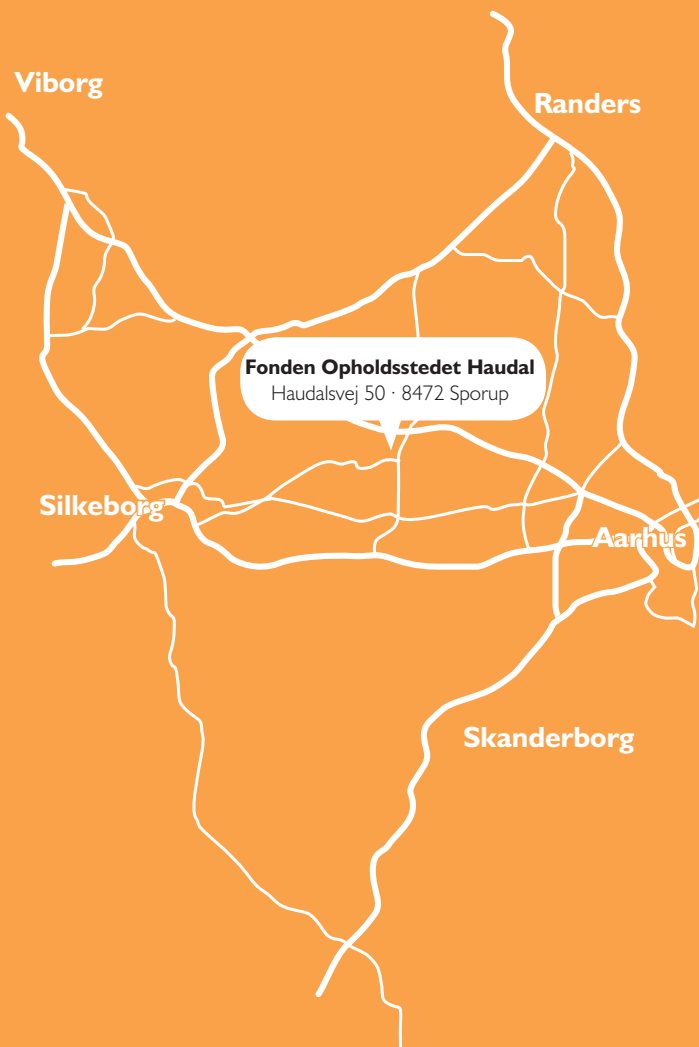 Viborg
Randers
Fonden Opholdsstedet Haudal
Haudalsvej 50 · 8472 Sporup
Silkeborg
Aarhus
Skanderborg